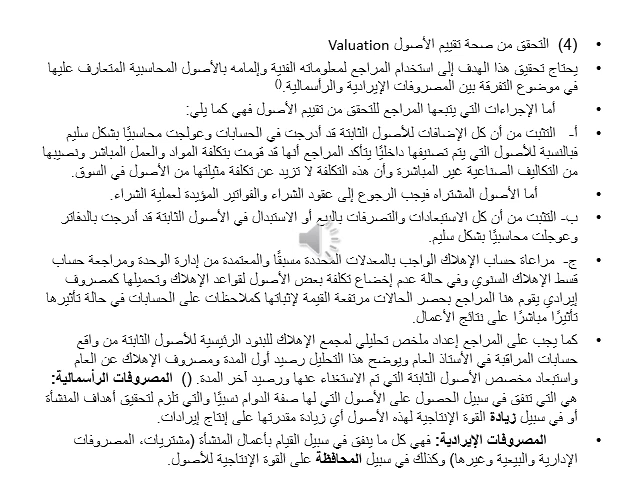 • (4) التحقق من صحة تقييم الأصول Valuation
• يحتاج تحقيق هذا الهدف إلى استخدام المراجع لمعلوماته الفنية وإلمامه بالأصول المحاسبية المتعارف عليها
في موضوع التفرقة بين المصروفات الإيرادية والرأسمالية.()
• أما الإجراءات التي يتبعها المراجع للتحقق من تقييم الأصول فهي كما يلي:
• أ- التثبت من أن كل الإضافات للأصول الثابتة قد أدرجت في الحسابات وعولجت محاسبيًا بشكل سليم
فبالنسبة للأصول التي يتم تصنيفها داخليًا يتأكد المراجع أنها قد قومت بتكلفة المواد والعمل المباشر ونصيبها
من التكاليف الصناعية غير المباشرة وأن هذه التكلفة لا تزيد عن تكلفة مثيلتها من الأصول في السوق.
• أما الأصول المشتراه فيجب الرجوع إلى عقود الشراء والفواتير المؤيدة لعملية الشراء.
• ب- التثبت من أن كل الاستبعادات والتصرفات بالبيع أو الاستبدال في الأصول الثابتة قد أدرجت بالدفاتر
وعولجت محاسبيًا بشكل سليم.
• ج- مراعاة حساب الإهلاك الواجب بالمعدلات المحددة مسبقًا والمعتمدة من إدارة الوحدة ومراجعة حساب
قسط الإهلاك السنوي وفي حالة عدم إخضاع تكلفة بعض الأصول لقواعد الإهلاك وتحميلها كمصروف
إيرادي يقوم هنا المراجع بحصر الحالات مرتفعة القيمة لإثباتها كملاحظات على الحسابات في حالة تأثيرها
تأثيرًا مباشرًا على نتائج الأعمال.
• كما يجب على المراجع إعداد ملخص تحليلي لمجمع الإهلاك للبنود الرئيسية للأصول الثابتة من واقع
حسابات المراقبة في الأستاذ العام ويوضح هذا التحليل رصيد أول المدة ومصروف الإهلاك عن العام
واستبعاد مخصص الأصول الثابتة التي تم الاستغناء عنها ورصيد آخر المدة. () المصروفات الرأسمالية:
هي التي تتفق في سبيل الحصول على الأصول التي لها صفة الدوام نسبيًا والتي تلزم لتحقيق أهداف المنشأة
أو في سبيل زيادة القوة الإنتاجية لهذه الأصول أي زيادة مقدرتها على إنتاج إيرادات.
• المصروفات الإيرادية: فهي كل ما ينفق في سبيل القيام بأعمال المنشأة (مشتريات، المصروفات
الإدارية والبيعية وغيرها) وكذلك في سبيل المحافظة على القوة الإنتاجية للأصول.